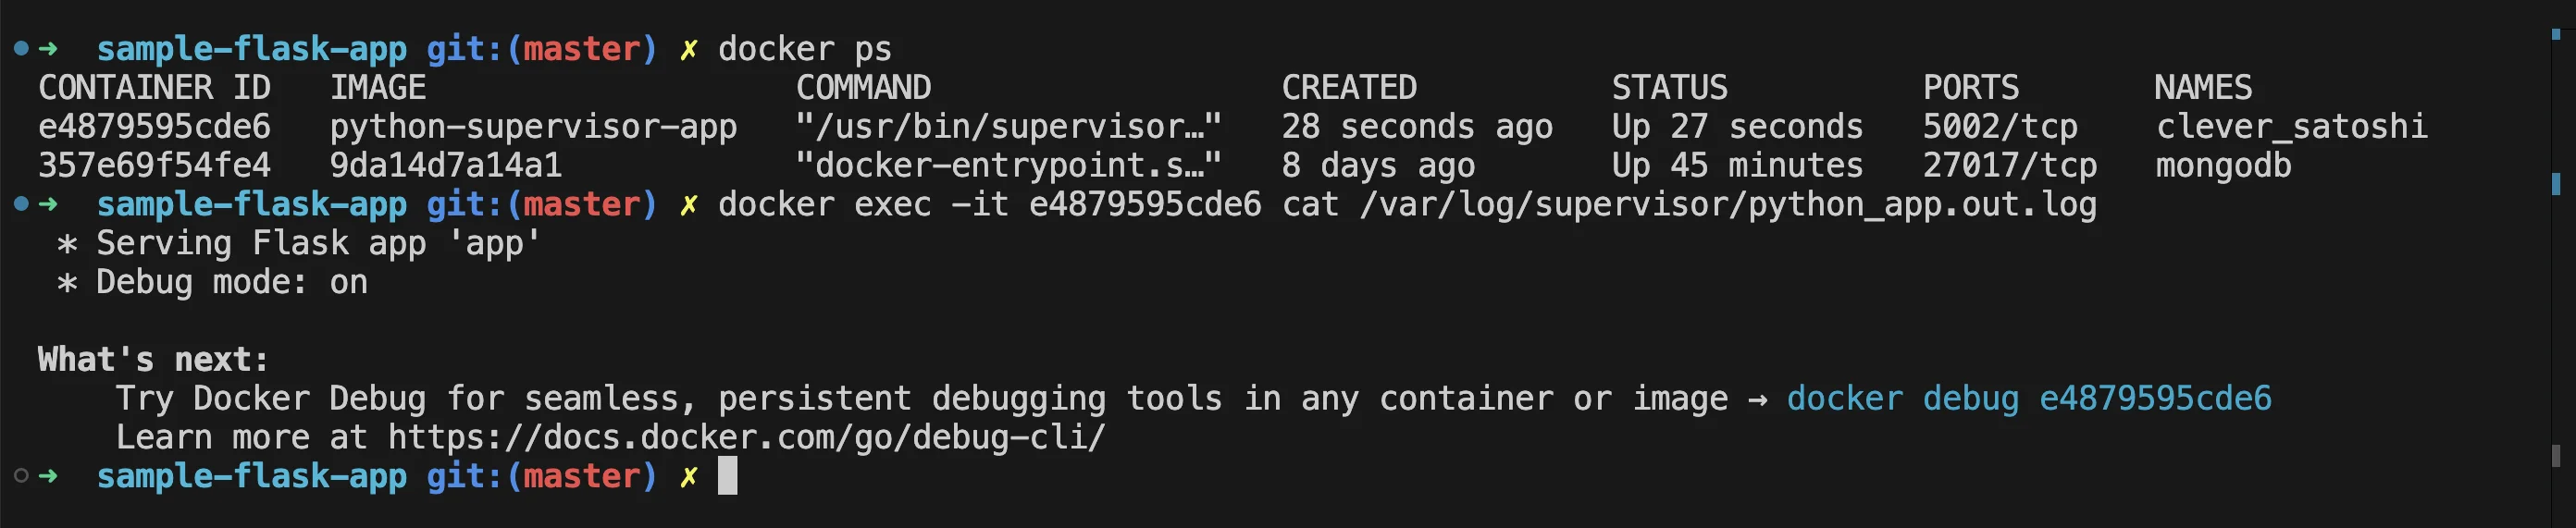 ➜  sample-flask-app git:(master) ✗ docker ps
CONTAINER ID   IMAGE                   COMMAND                  CREATED          STATUS          PORTS       NAMES
e4879595cde6   python-supervisor-app   "/usr/bin/supervisor…"   28 seconds ago   Up 27 seconds   5002/tcp    clever_satoshi
357e69f54fe4   9da14d7a14a1            "docker-entrypoint.s…"   8 days ago       Up 45 minutes   27017/tcp   mongodb
➜  sample-flask-app git:(master) ✗ docker exec -it e4879595cde6 cat /var/log/supervisor/python_app.out.log
 * Serving Flask app 'app'
 * Debug mode: on
What's next:
    Try Docker Debug for seamless, persistent debugging tools in any container or image → docker debug e4879595cde6
    Learn more at https://docs.docker.com/go/debug-cli/
➜  sample-flask-app git:(master) ✗